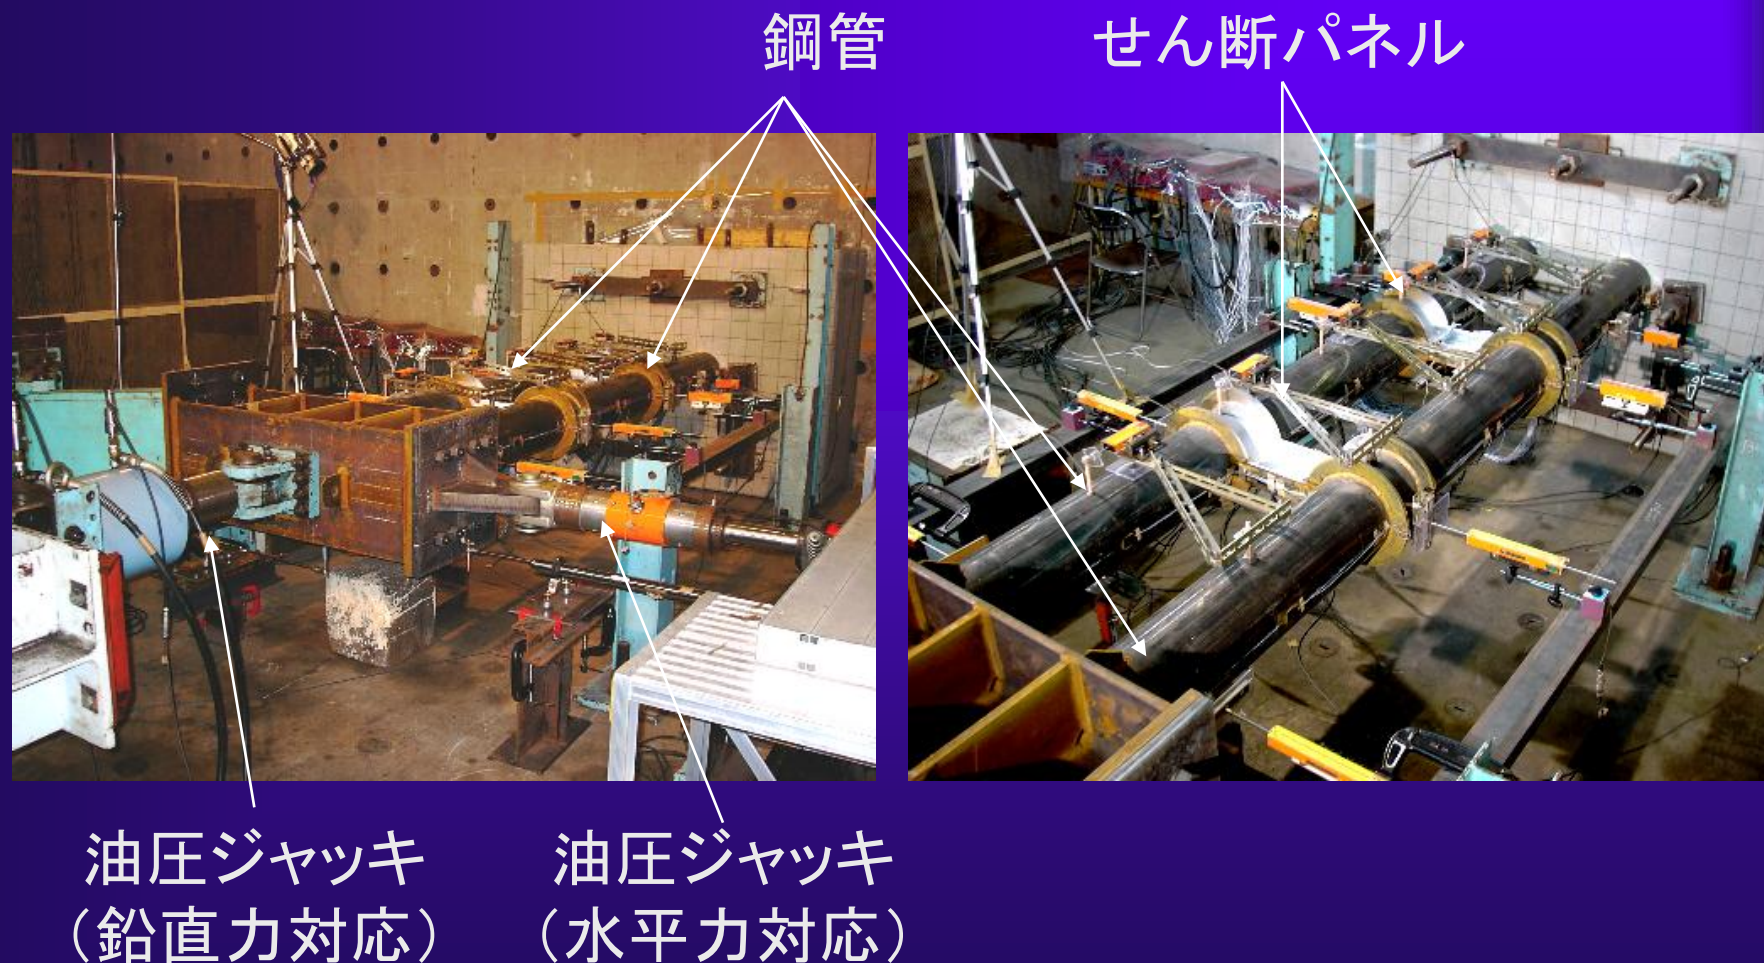 鋼管
せん断パネル
油圧ジャッキ
（鉛直力対応）
油圧ジャッキ
（水平力対応）